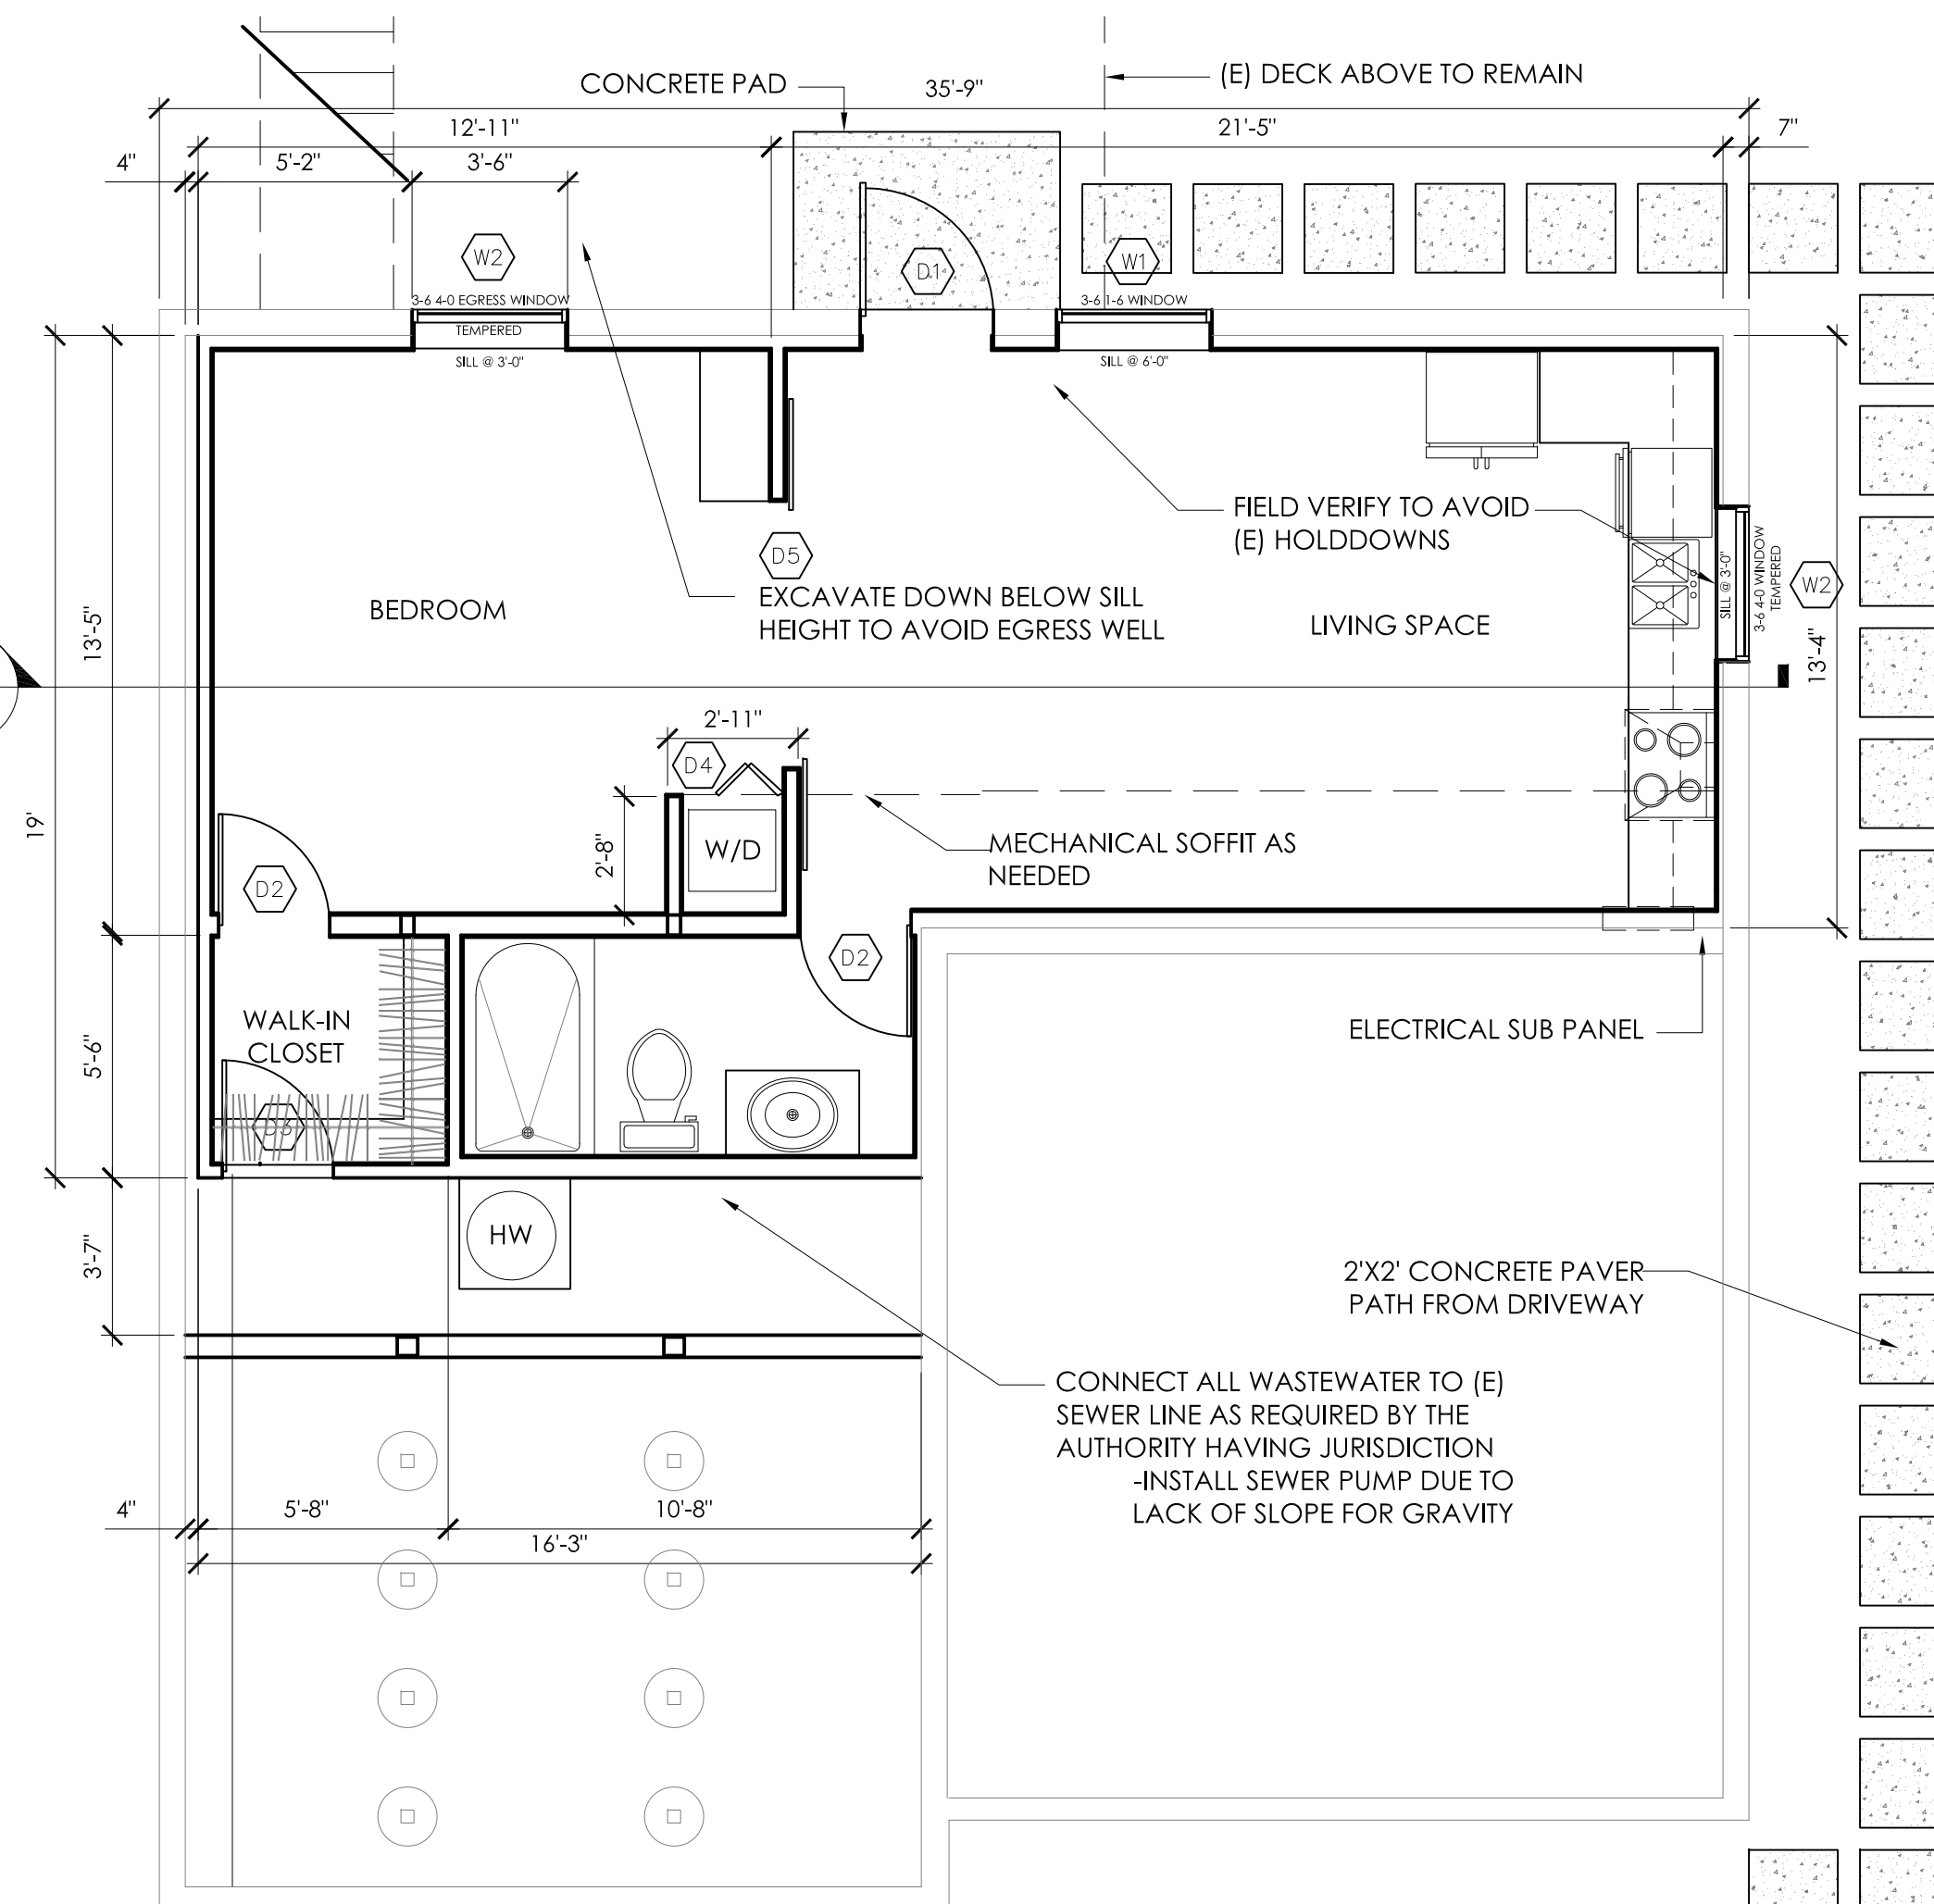 CONCRETE PAD
35'-9"
(E) DECK ABOVE TO REMAIN
12'-11"
21'-5"
7"
4"
5'-2"
3'-6"
W2
D1
W1
3-6 4-0 EGRESS WINDOW
TEMPERED
SILL @ 3'-0"
3-6 1-6 WINDOW
SILL @ 6'-0"
FIELD VERIFY TO AVOID
(E) HOLDDOWNS
D5
EXCAVATE DOWN BELOW SILL
HEIGHT TO AVOID EGRESS WELL
BEDROOM
LIVING SPACE
SILL @ 3'-0"
3-6 4-0 WINDOW
TEMPERED
W2
13'-5"
13'-4"
19'
2'-11"
D4
2'-8"
W/D
MECHANICAL SOFFIT AS
NEEDED
D2
D2
WALK-IN
CLOSET
5'-6"
D3
ELECTRICAL SUB PANEL
HW
3'-7"
2'X2' CONCRETE PAVER
PATH FROM DRIVEWAY
CONNECT ALL WASTEWATER TO (E)
SEWER LINE AS REQUIRED BY THE
AUTHORITY HAVING JURISDICTION
-INSTALL SEWER PUMP DUE TO
LACK OF SLOPE FOR GRAVITY
4"
5'-8"
10'-8"
16'-3"